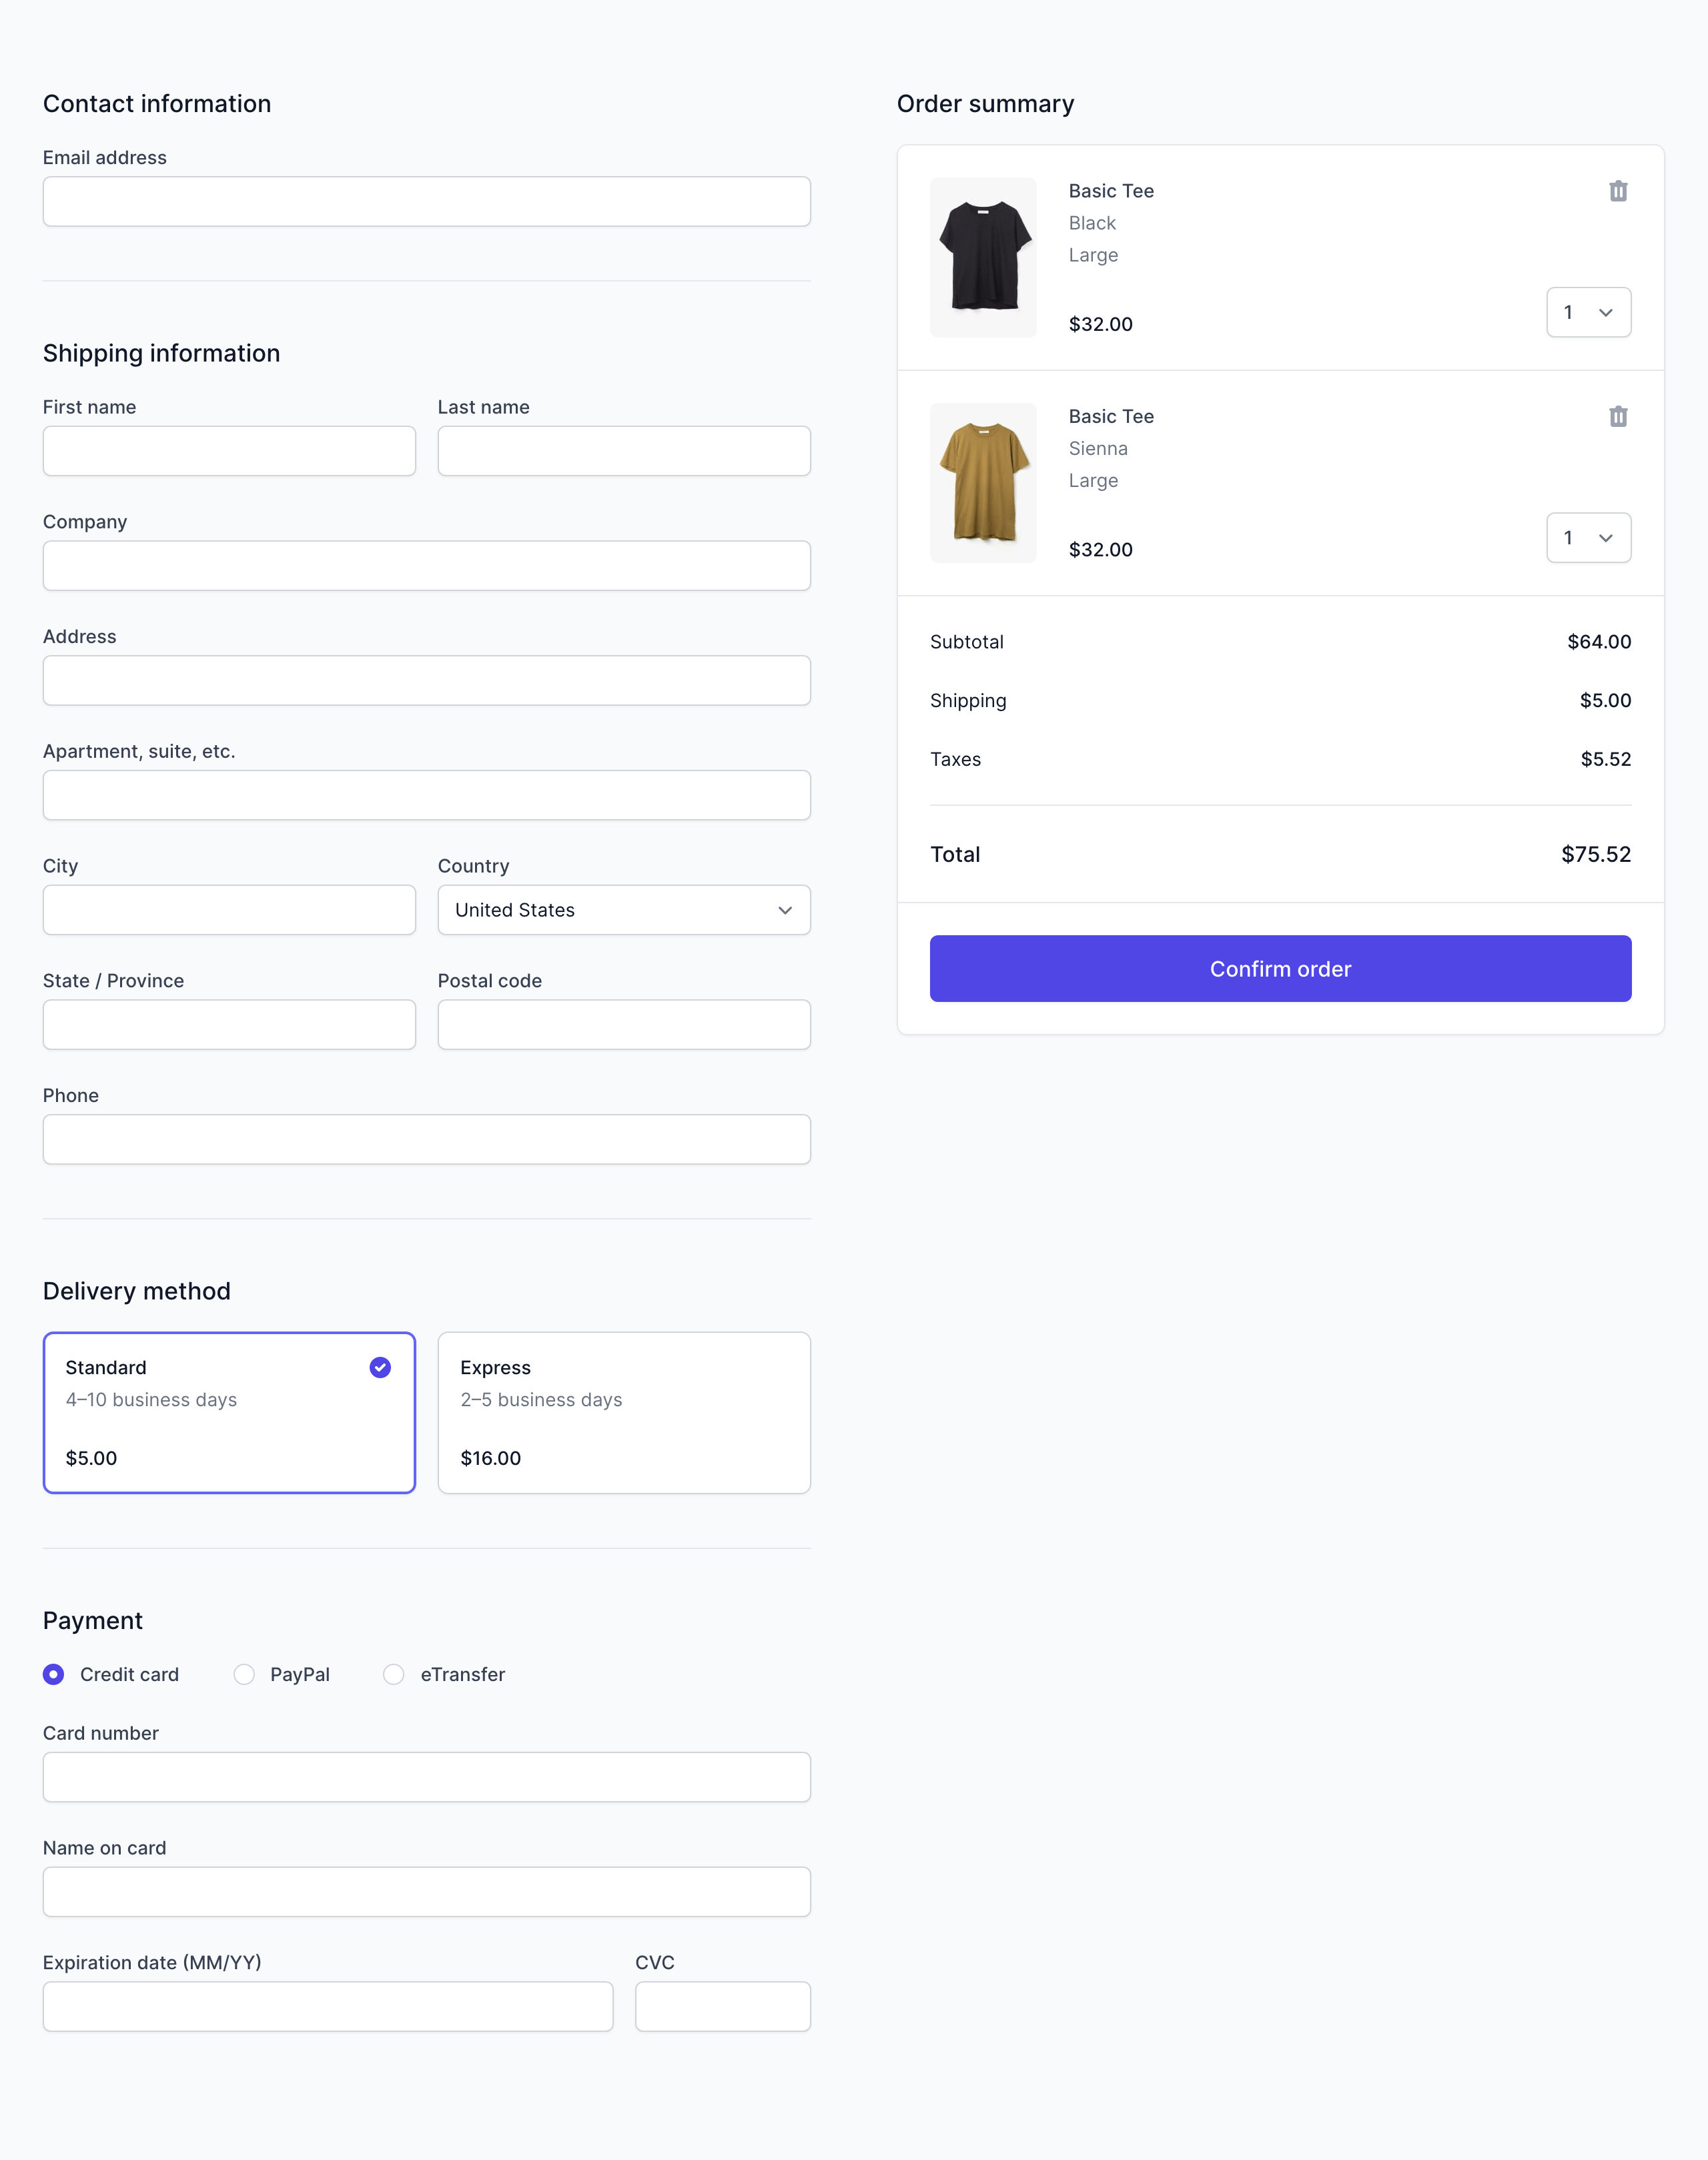 Contact information
Email address
Shipping information
First name
Last name
Company
Address
Apartment, suite, etc.
City
Country
United States
State / Province
Postal code
Phone
Delivery method
Standard
4–10 business days
$5.00
Express
2–5 business days
$16.00
Payment
Credit card
PayPal
eTransfer
Card number
Name on card
Expiration date (MM/YY)
CVC
Order summary
Basic Tee
Black
Large
$32.00
1
Basic Tee
Sienna
Large
$32.00
1
Subtotal $64.00
Shipping $5.00
Taxes $5.52
Total $75.52
Confirm order